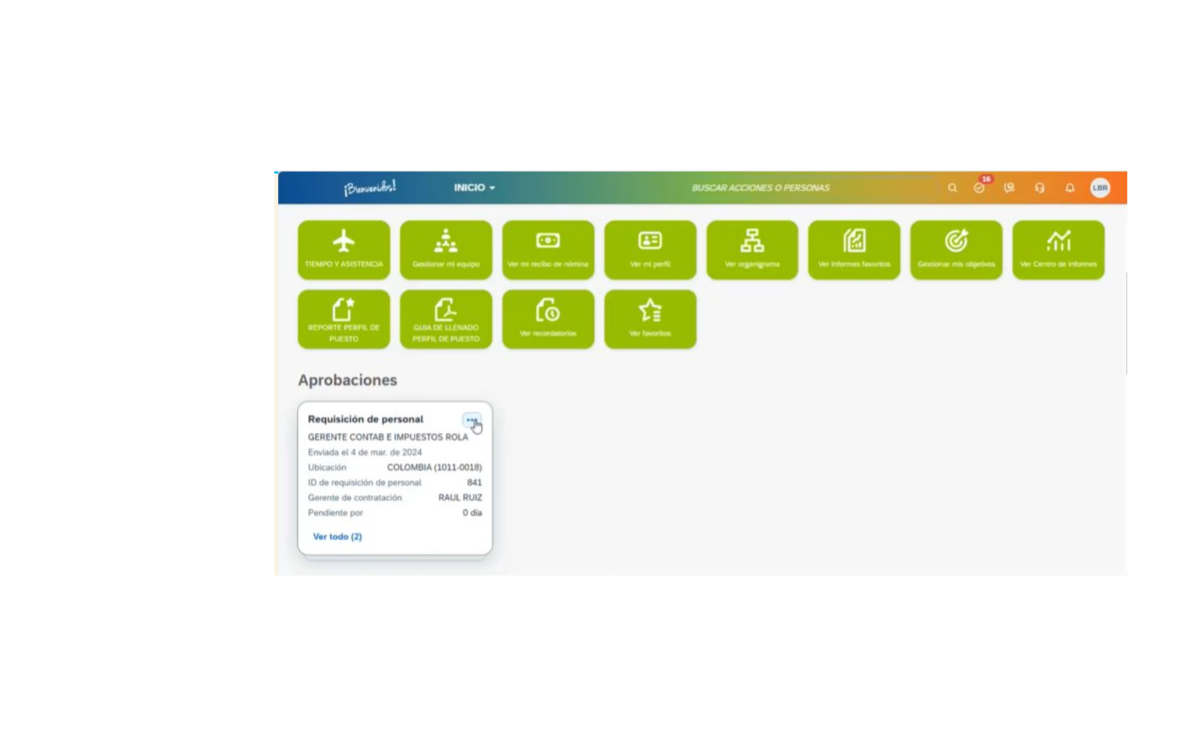 ¡Bienvenidos!
INICIO
BUSCAR ACCIONES O PERSONAS
16
LBR
TIEMPO Y ASISTENCIA
Gestionar mi equipo
Ver mi recibo de nómina
Ver mi perfil
Ver organigrama
Ver informes favoritos
Gestionar mis objetivos
Ver Centro de informes
REPORTE PERFIL DE
PUESTO
GUIA DE LLENADO
PERFIL DE PUESTO
Ver recordatorios
Ver favoritos
Aprobaciones
Requisición de personal
GERENTE CONTAB E IMPUESTOS ROLA
Enviada el 4 de mar. de 2024
Ubicación COLOMBIA (1011-0018)
ID de requisición de personal 841
Gerente de contratación RAUL RUIZ
Pendiente por 0 día
Ver todo (2)